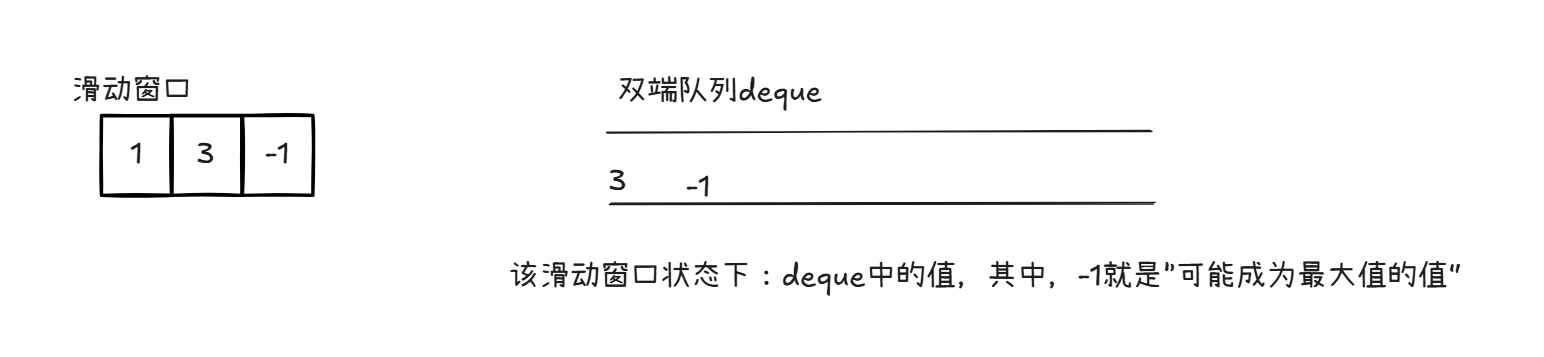 滑动窗口
双端队列deque
1 3 -1
3 -1
该滑动窗口状态下：deque中的值，其中，-1就是"可能成为最大值的值"